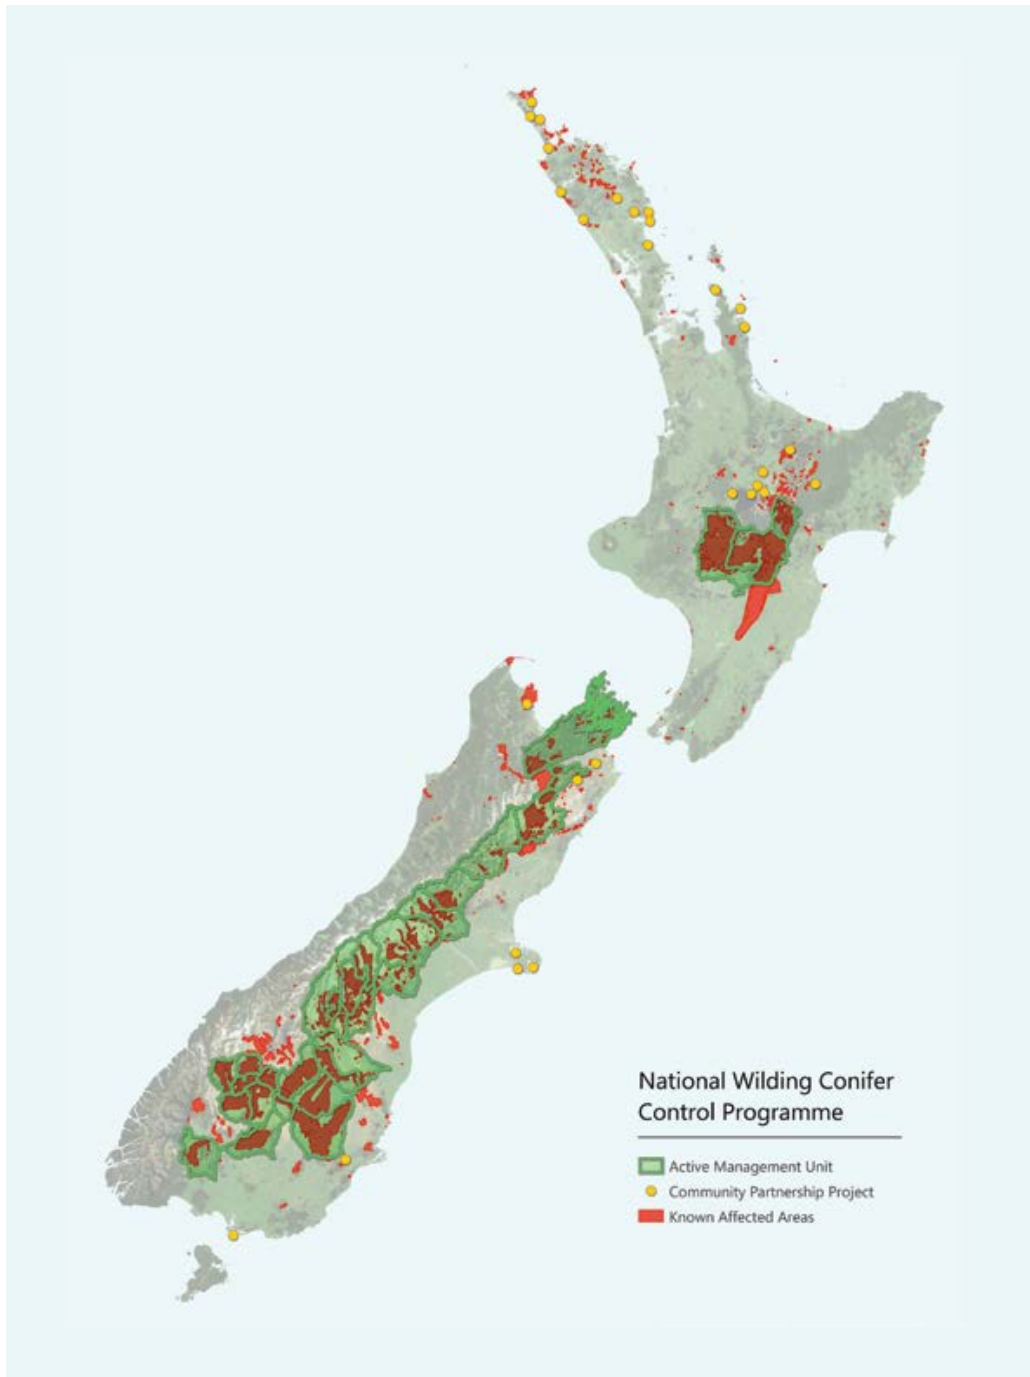 National Wilding Conifer
Control Programme
Active Management Unit
Community Partnership Project
Known Affected Areas